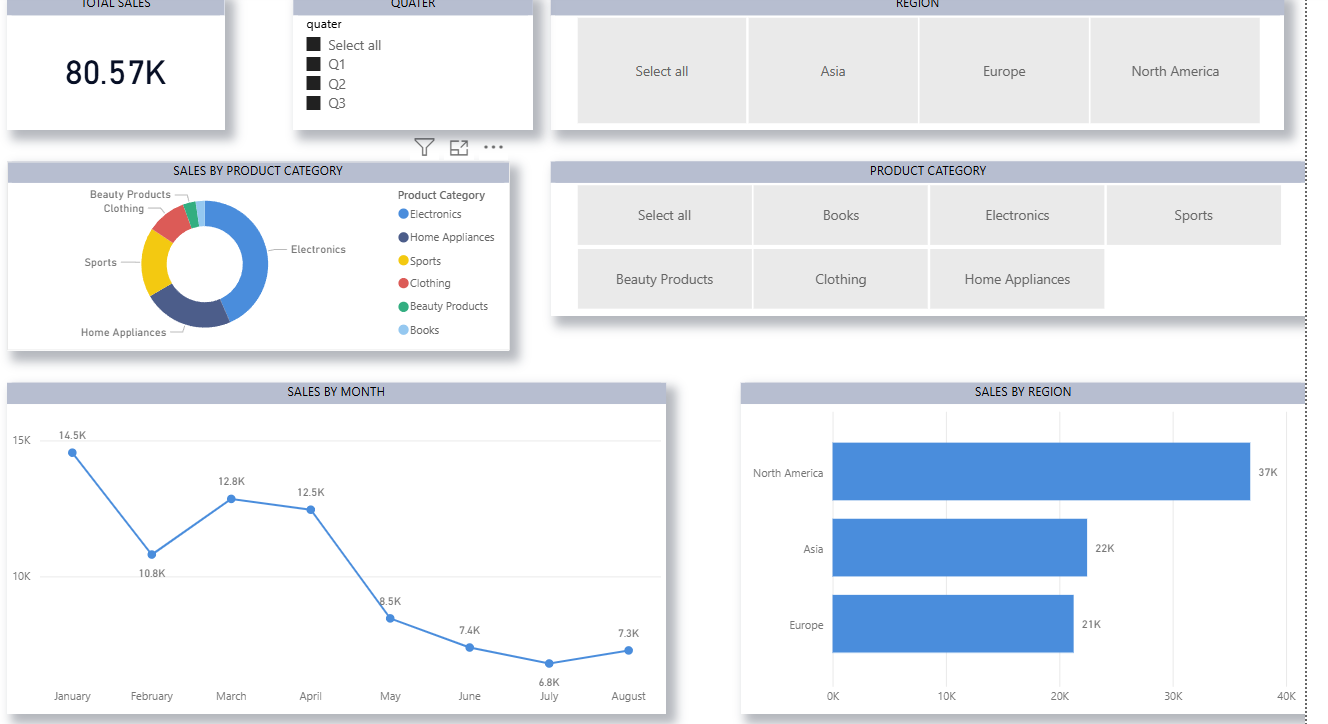 TOTAL SALES
80.57K
QUATER
quater
Select all
Q1
Q2
Q3
REGION
Select all
Asia
Europe
North America
SALES BY PRODUCT CATEGORY
Beauty Products
Clothing
Sports
Home Appliances
Electronics
Product Category
Electronics
Home Appliances
Sports
Clothing
Beauty Products
Books
PRODUCT CATEGORY
Select all
Books
Electronics
Sports
Beauty Products
Clothing
Home Appliances
SALES BY MONTH
15K
10K
14.5K
10.8K
12.8K
12.5K
8.5K
7.4K
6.8K
7.3K
January
February
March
April
May
June
July
August
SALES BY REGION
North America
37K
Asia
22K
Europe
21K
0K
10K
20K
30K
40K